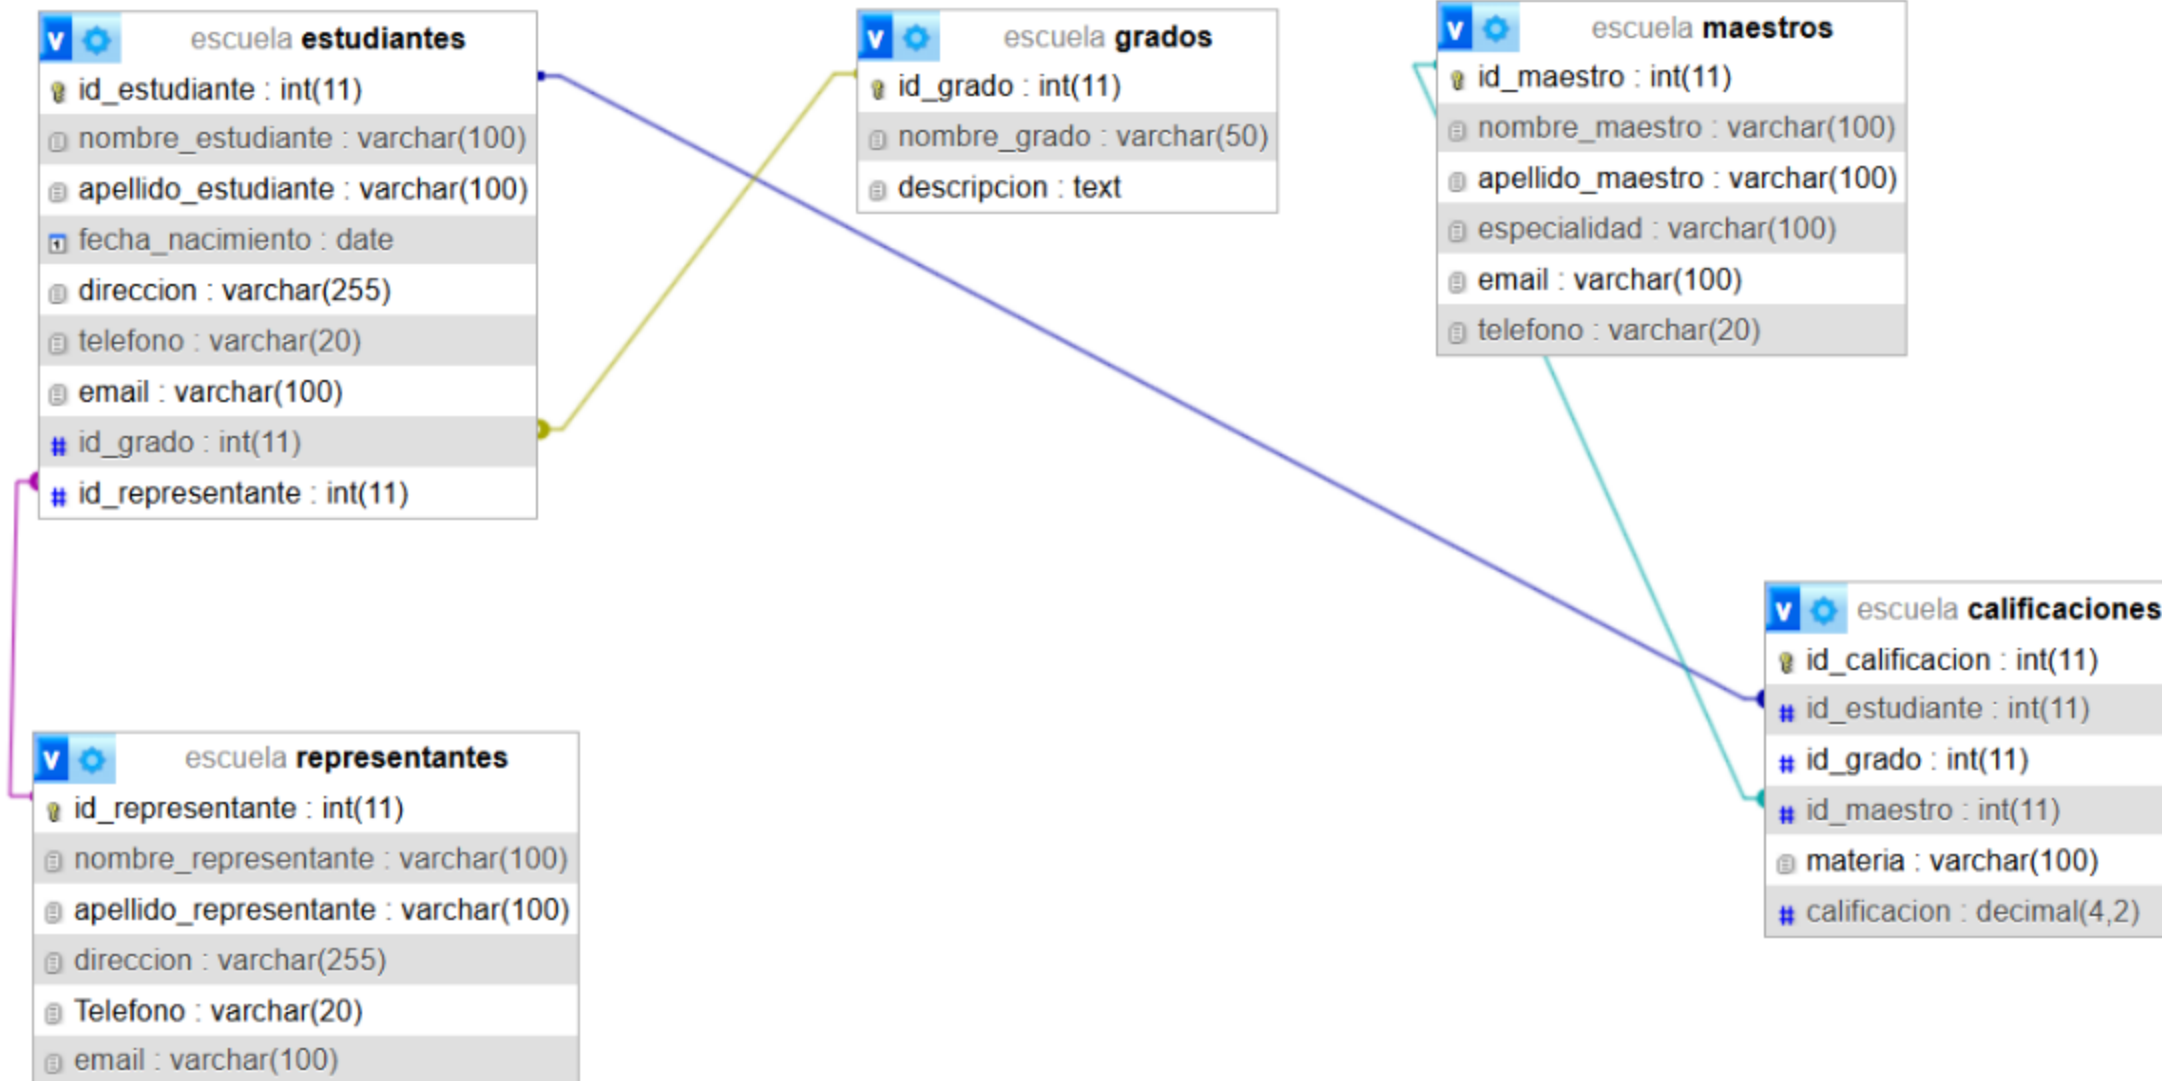 v escuela estudiantes
id_estudiante : int(11)
nombre_estudiante : varchar(100)
apellido_estudiante : varchar(100)
fecha_nacimiento : date
direccion : varchar(255)
telefono : varchar(20)
email : varchar(100)
# id_grado : int(11)
# id_representante : int(11)
v escuela grados
id_grado : int(11)
nombre_grado : varchar(50)
descripcion : text
v escuela maestros
id_maestro : int(11)
nombre_maestro : varchar(100)
apellido_maestro : varchar(100)
especialidad : varchar(100)
email : varchar(100)
telefono : varchar(20)
v escuela representantes
id_representante : int(11)
nombre_representante : varchar(100)
apellido_representante : varchar(100)
direccion : varchar(255)
Telefono : varchar(20)
email : varchar(100)
v escuela calificaciones
id_calificacion : int(11)
# id_estudiante : int(11)
# id_grado : int(11)
# id_maestro : int(11)
materia : varchar(100)
# calificacion : decimal(4,2)